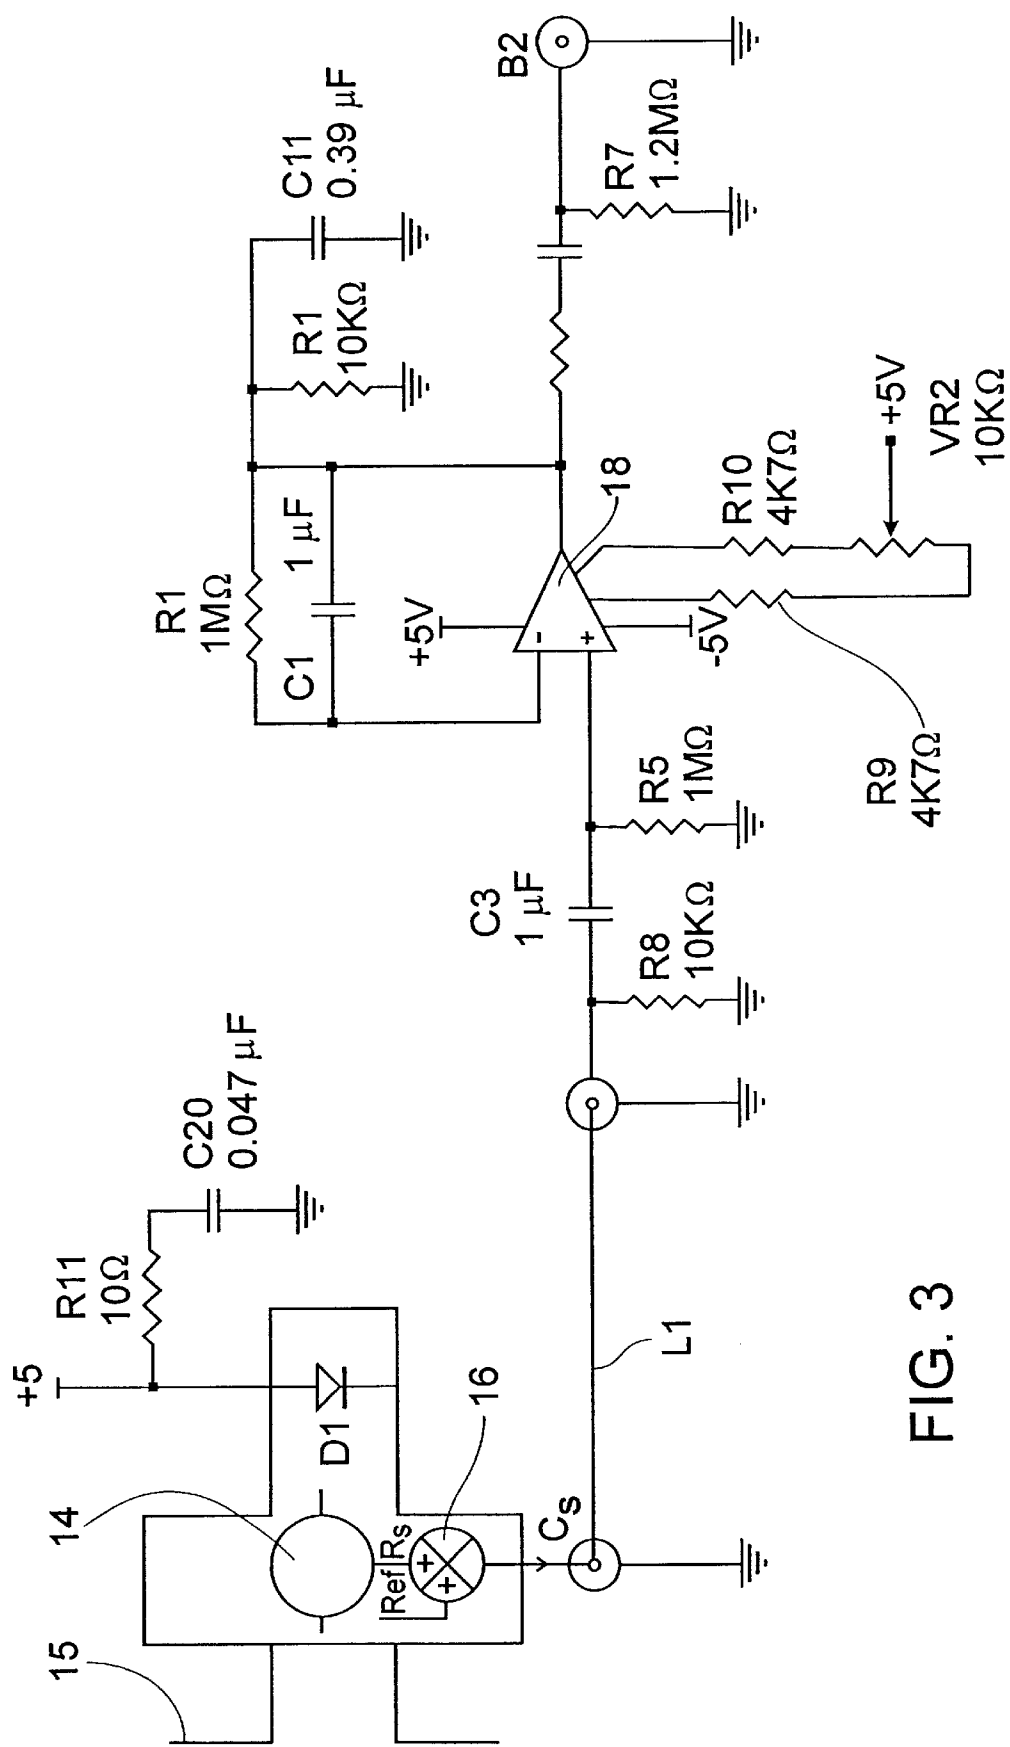 15
14
+5
R11
10Ω
C20
0.047 μF
D1
Ref
Rs
+
+
16
Cs
L1
R8
10KΩ
C3
1 μF
R5
1MΩ
R1
1MΩ
C1
1 μF
+5V
-
+
-5V
18
R9
4K7Ω
R10
4K7Ω
+5V
VR2
10KΩ
R1
10KΩ
C11
0.39 μF
R7
1.2MΩ
B2
FIG. 3